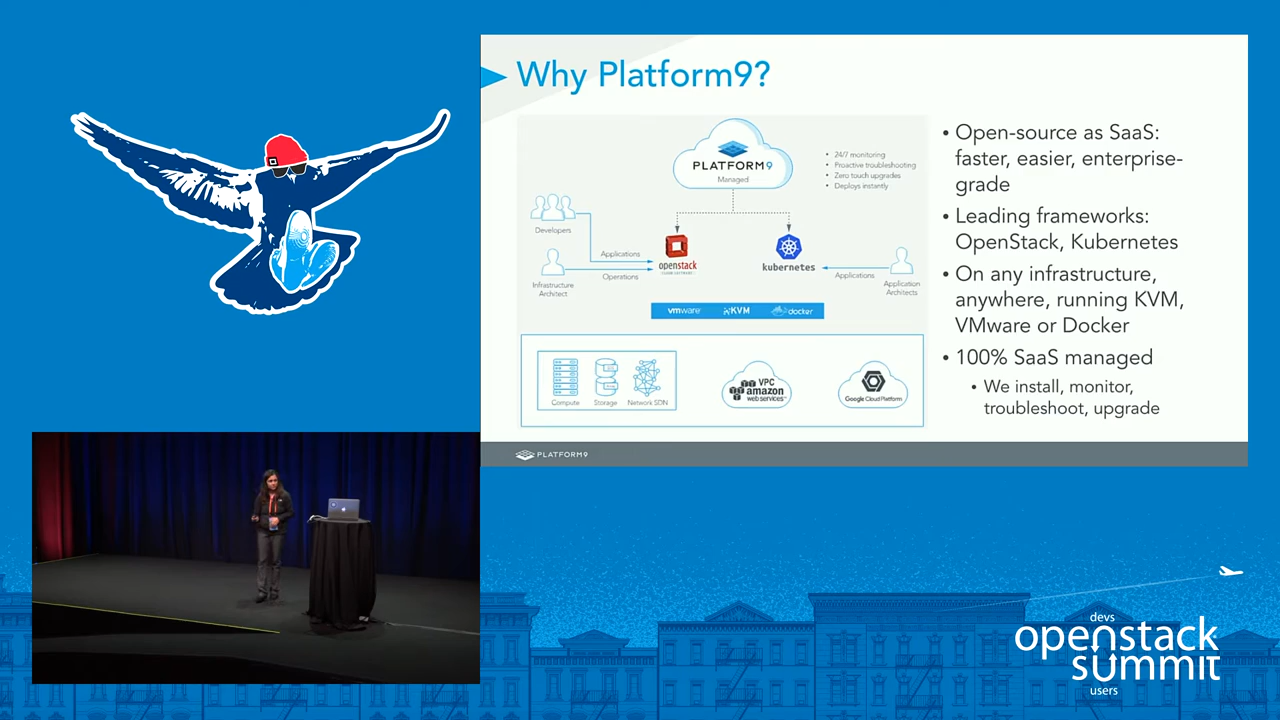 Why Platform9?
PLATFORM9
Managed
• 24/7 monitoring
• Proactive troubleshooting
• Zero touch upgrades
• Deploys instantly
Developers
Infrastructure
Architect
Applications
Operations
openstack
kubernetes
Applications
Application
Architects
vmware
KVM
docker
Compute
Storage
Network SDN
VPC
amazon
web services
Google Cloud Platform
• Open-source as SaaS:
faster, easier, enterprise-
grade
• Leading frameworks:
OpenStack, Kubernetes
• On any infrastructure,
anywhere, running KVM,
VMware or Docker
• 100% SaaS managed
• We install, monitor,
troubleshoot, upgrade
PLATFORM9
devs
openstack
summit
users